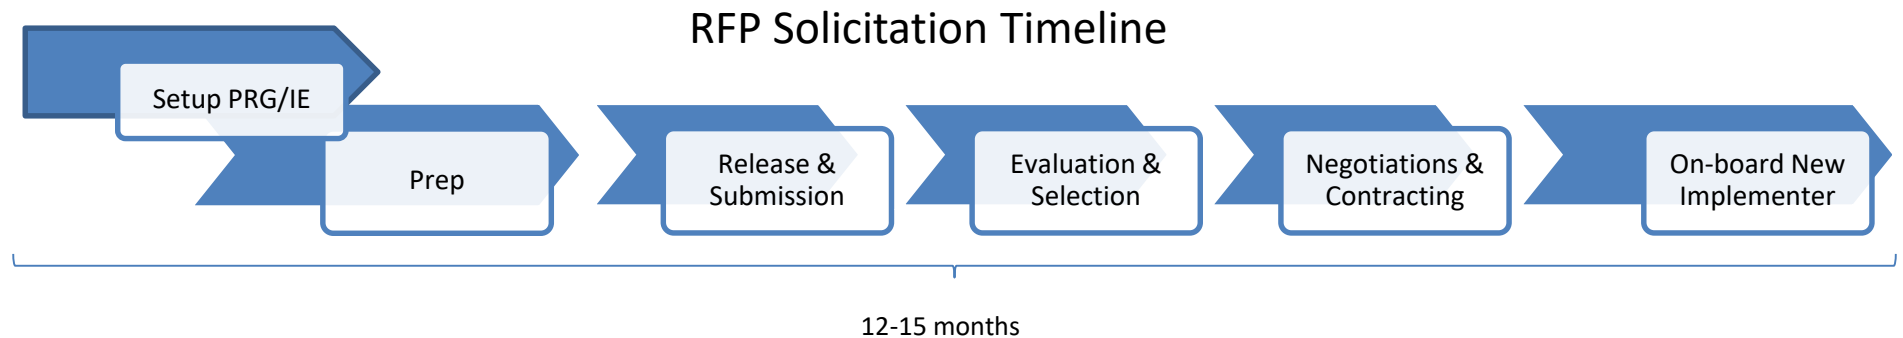 RFP Solicitation Timeline
Setup PRG/IE
Prep
Release &
Submission
Evaluation &
Selection
Negotiations &
Contracting
On-board New
Implementer
12-15 months